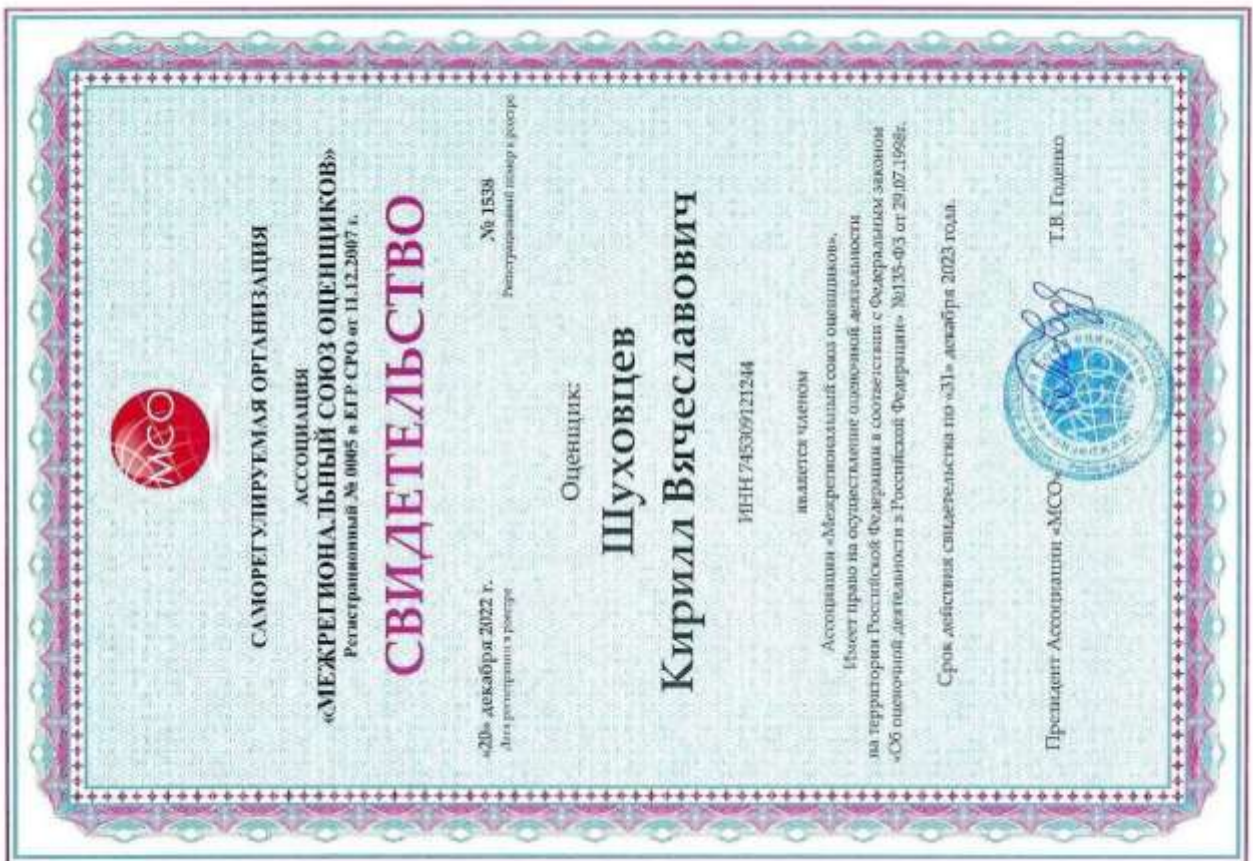 МСО
САМОРЕГУЛИРУЕМАЯ ОРГАНИЗАЦИЯ
АССОЦИАЦИЯ
«МЕЖРЕГИОНАЛЬНЫЙ СОЮЗ ОЦЕНЩИКОВ»
Регистрационный № 0005 в ЕГР СРО от 11.12.2007 г.
СВИДЕТЕЛЬСТВО
«20» декабря 2022 г. № 1538
Дата регистрации в реестре Регистрационный номер в реестре
Оценщик:
Шуховцев
Кирилл Вячеславович
ИНН 745309121244
является членом
Ассоциации «Межрегиональный союз оценщиков».
Имеет право на осуществление оценочной деятельности
на территории Российской Федерации в соответствии с Федеральным законом
«Об оценочной деятельности в Российской Федерации» №135-ФЗ от 29.07.1998г.
Срок действия свидетельства по «31» декабря 2023 года.
Президент Ассоциации «МСО» Т.В. Годенко